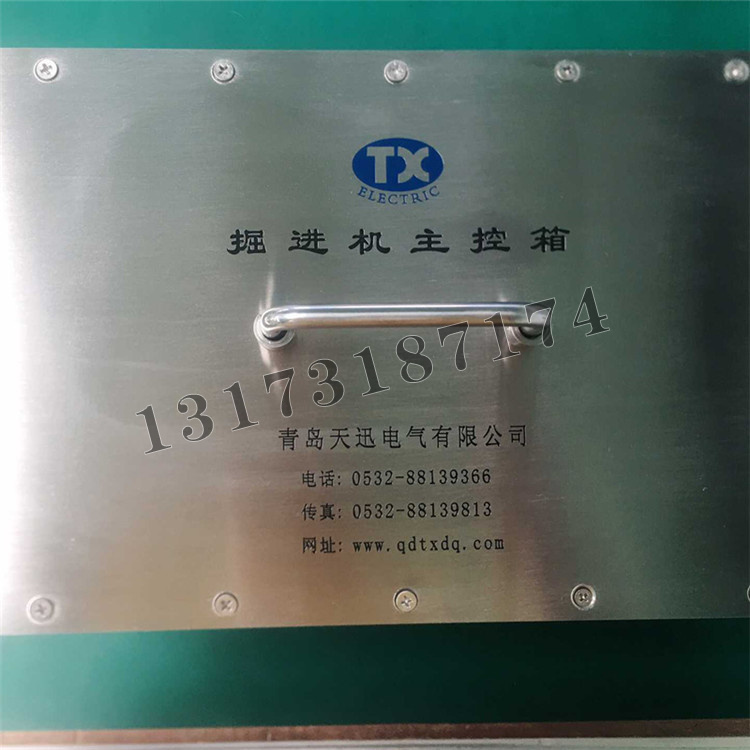 TX
ELECTRIC
掘进机主控箱
13173187174
青岛天迅电气有限公司
电话: 0532-88139366
传真: 0532-88139813
网址: www.qdtxdq.com